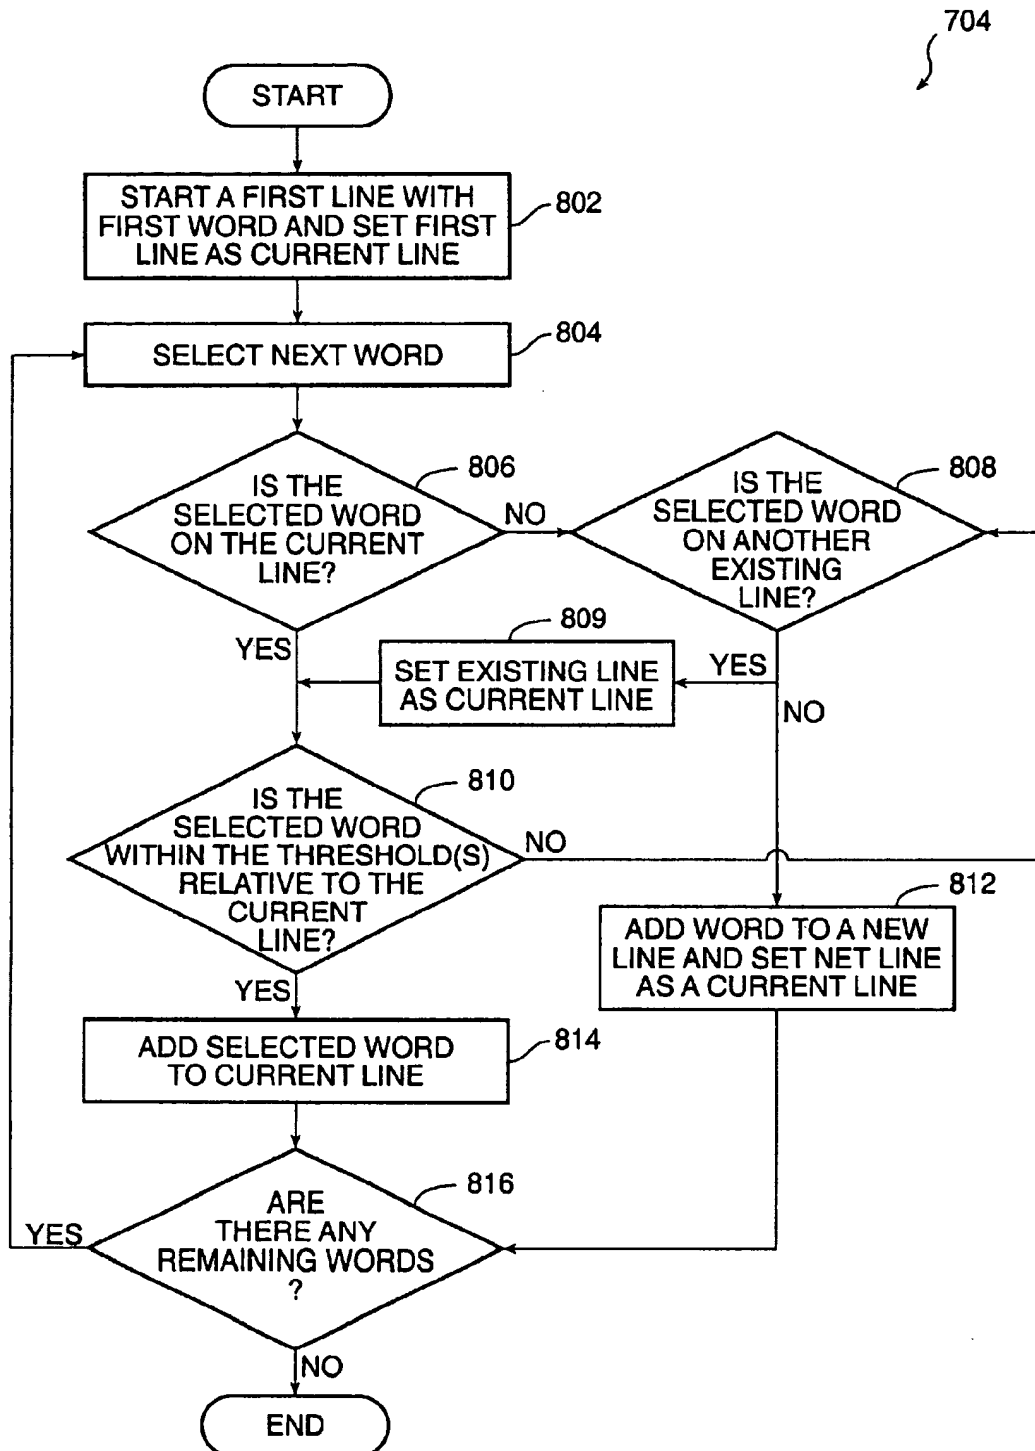 704
START
START A FIRST LINE WITH
FIRST WORD AND SET FIRST
LINE AS CURRENT LINE
802
SELECT NEXT WORD
804
IS THE
SELECTED WORD
ON THE CURRENT
LINE?
806
NO
YES
IS THE
SELECTED WORD
ON ANOTHER
EXISTING
LINE?
808
809
SET EXISTING LINE
AS CURRENT LINE
YES
NO
IS THE
SELECTED WORD
WITHIN THE THRESHOLD(S)
RELATIVE TO THE
CURRENT
LINE?
810
NO
YES
812
ADD WORD TO A NEW
LINE AND SET NET LINE
AS A CURRENT LINE
ADD SELECTED WORD
TO CURRENT LINE
814
ARE
THERE ANY
REMAINING WORDS
?
816
YES
NO
END